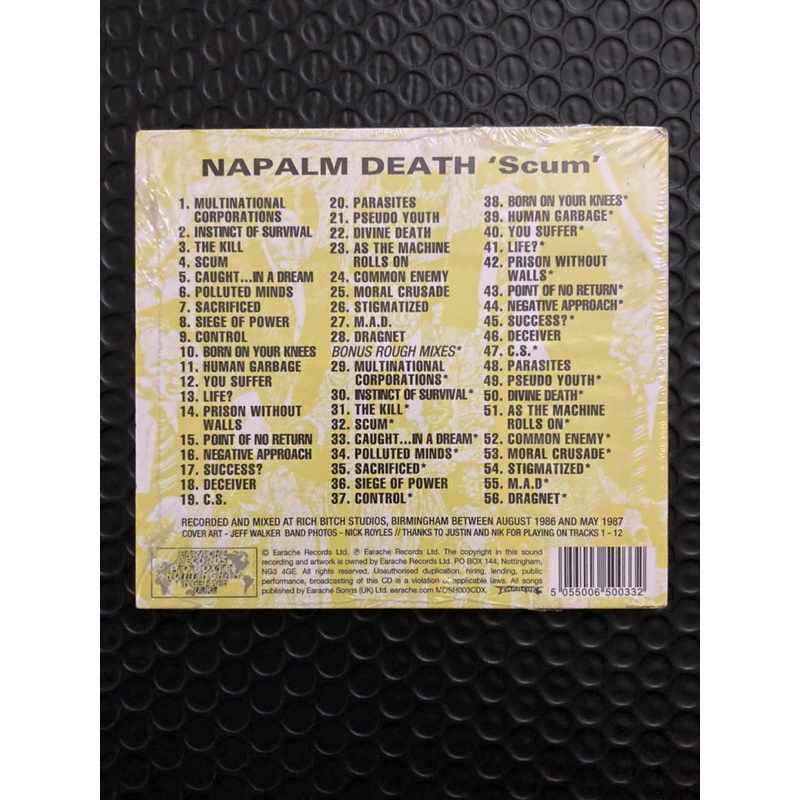 NAPALM DEATH 'Scum'
1. MULTINATIONAL
CORPORATIONS
2. INSTINCT OF SURVIVAL
3. THE KILL
4. SCUM
5. CAUGHT...IN A DREAM
6. POLLUTED MINDS
7. SACRIFICED
8. SIEGE OF POWER
9. CONTROL
10. BORN ON YOUR KNEES
11. HUMAN GARBAGE
12. YOU SUFFER
13. LIFE?
14. PRISON WITHOUT
WALLS
15. POINT OF NO RETURN
16. NEGATIVE APPROACH
17. SUCCESS?
18. DECEIVER
19. C.S.
20. PARASITES
21. PSEUDO YOUTH
22. DIVINE DEATH
23. AS THE MACHINE
ROLLS ON
24. COMMON ENEMY
25. MORAL CRUSADE
26. STIGMATIZED
27. M.A.D.
28. DRAGNET
BONUS ROUGH MIXES*
29. MULTINATIONAL
CORPORATIONS*
30. INSTINCT OF SURVIVAL*
31. THE KILL*
32. SCUM*
33. CAUGHT...IN A DREAM*
34. POLLUTED MINDS*
35. SACRIFICED*
36. SIEGE OF POWER
37. CONTROL*
38. BORN ON YOUR KNEES*
39. HUMAN GARBAGE*
40. YOU SUFFER*
41. LIFE?*
42. PRISON WITHOUT
WALLS*
43. POINT OF NO RETURN*
44. NEGATIVE APPROACH*
45. SUCCESS?*
46. DECEIVER
47. C.S.*
48. PARASITES
49. PSEUDO YOUTH*
50. DIVINE DEATH*
51. AS THE MACHINE
ROLLS ON*
52. COMMON ENEMY*
53. MORAL CRUSADE*
54. STIGMATIZED*
55. M.A.D*
56. DRAGNET*
RECORDED AND MIXED AT RICH BITCH STUDIOS, BIRMINGHAM BETWEEN AUGUST 1986 AND MAY 1987
COVER ART - JEFF WALKER BAND PHOTOS - NICK ROYLES // THANKS TO JUSTIN AND NIK FOR PLAYING ON TRACKS 1 - 12
© Earache Records Ltd. ℗ Earache Records Ltd. The copyright in this sound
recording and artwork is owned by Earache Records Ltd. PO BOX 144, Nottingham,
NG3 4GE. All rights reserved. Unauthorised duplication, hiring, lending, public
performance, broadcasting of this CD is a violation of applicable laws. All songs
published by Earache Songs (UK) Ltd. earache.com MOSH003CDX.
EARACHE
5 055006 500332